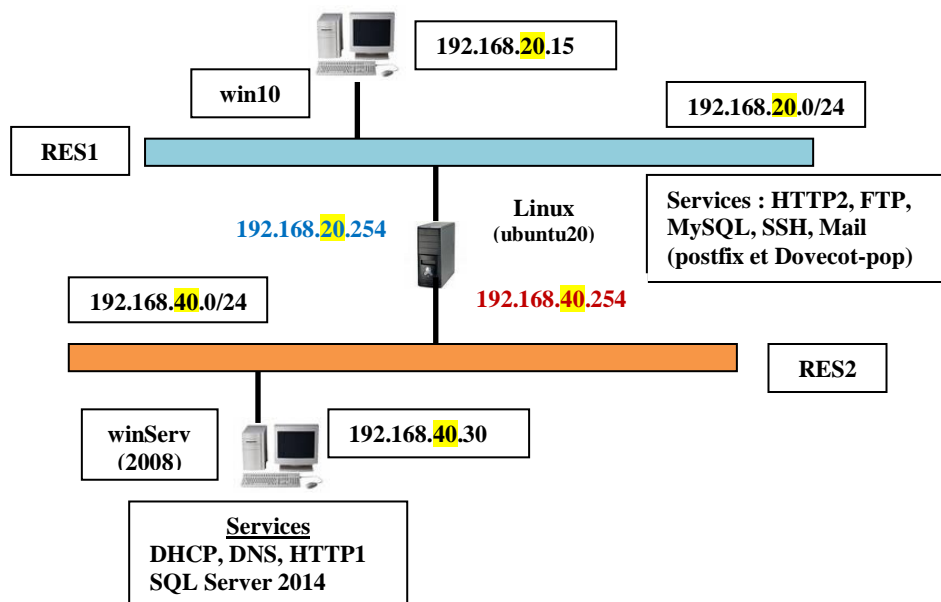 192.168.20.15
win10
192.168.20.0/24
RES1
Services : HTTP2, FTP,
MySQL, SSH, Mail
(postfix et Dovecot-pop)
Linux
(ubuntu20)
192.168.20.254
192.168.40.0/24
192.168.40.254
RES2
winServ
(2008)
192.168.40.30
Services
DHCP, DNS, HTTP1
SQL Server 2014